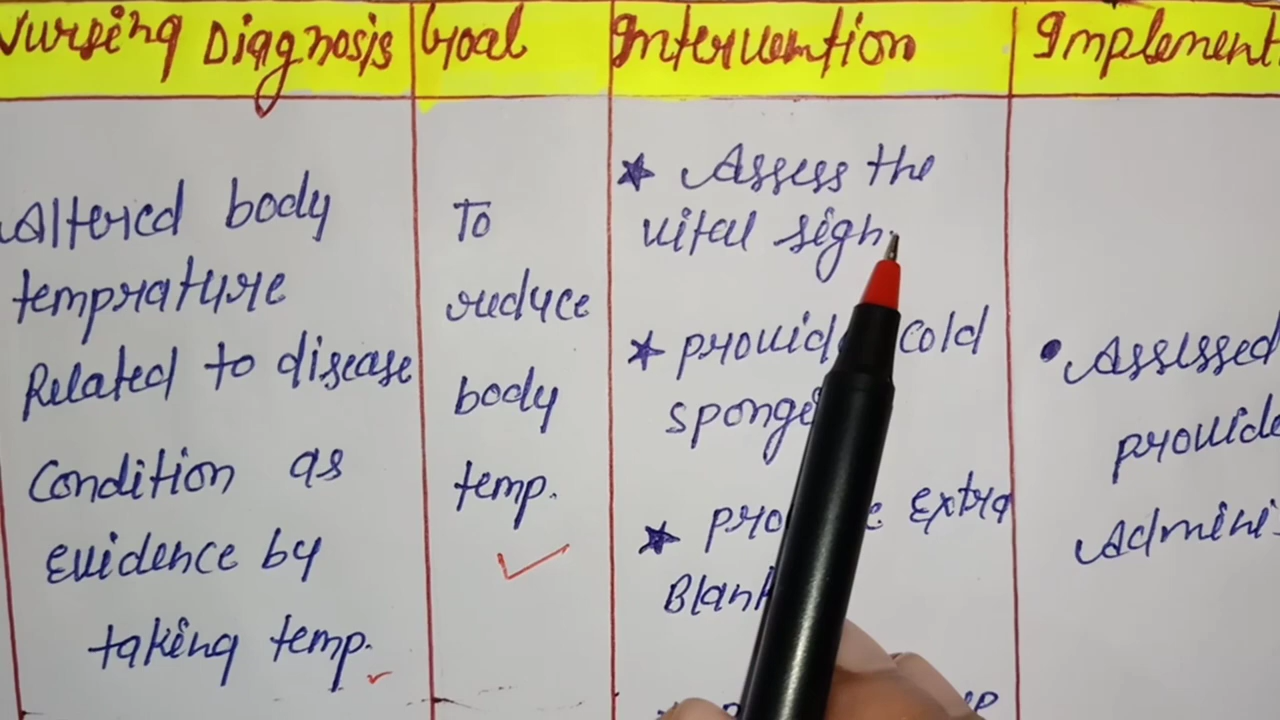 Nursing Diagnosis
Goal
Intervention
Implement
Altered body
temprature
Related to disease
Condition as
evidence by
taking temp.
To
reduce
body
temp.
★ Assess the
vital sign
★ provide cold
sponge
★ extra
Blank
• Assessed
provide
Admini